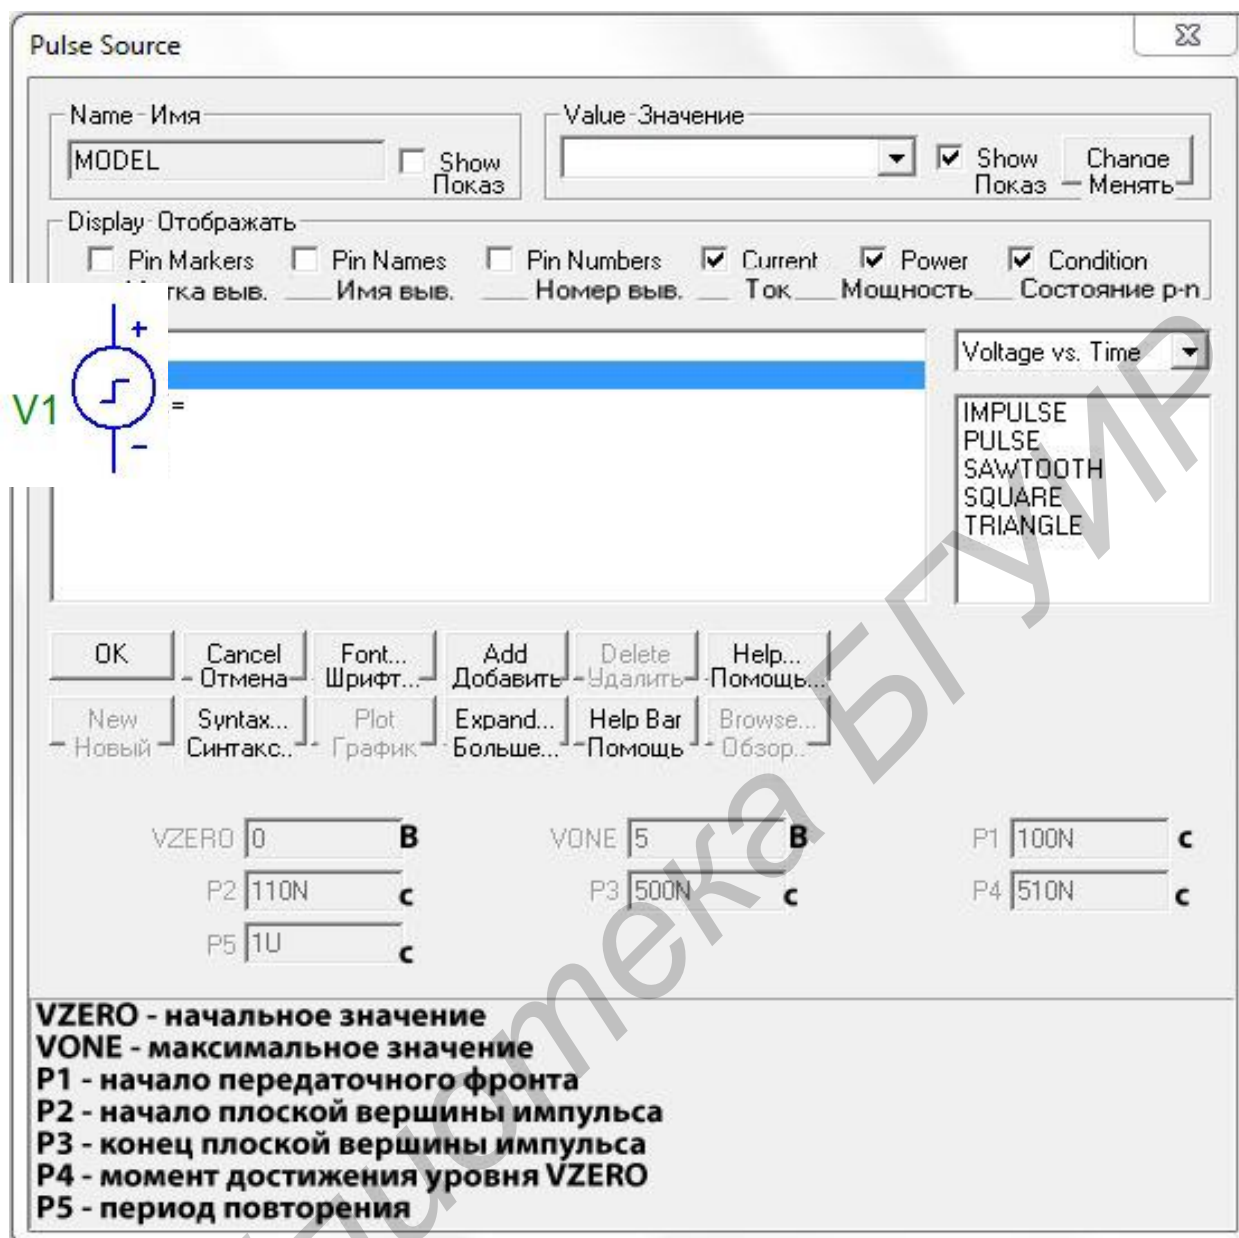 Pulse Source
Name-Имя
Value-Значение
MODEL
Show
Показ
Show
Показ
Change
Менять
Display-Отображать
Pin Markers
Pin Names
Pin Numbers
Current
Power
Condition
тка выв.
Имя выв.
Номер выв.
Ток
Мощность
Состояние p-n
+
V1
-
=
Voltage vs. Time
IMPULSE
PULSE
SAWTOOTH
SQUARE
TRIANGLE
OK
Cancel
Отмена
Font...
Шрифт...
Add
Добавить
Delete
Удалить
Help...
Помощь...
New
Новый
Syntax...
Синтакс..
Plot
График
Expand...
Больше...
Help Bar
Помощь
Browse...
Обзор..
VZERO 0 В
VONE 5 В
P1 100N с
P2 110N с
P3 500N с
P4 510N с
P5 1U с
VZERO - начальное значение
VONE - максимальное значение
P1 - начало передаточного фронта
P2 - начало плоской вершины импульса
P3 - конец плоской вершины импульса
P4 - момент достижения уровня VZERO
P5 - период повторения
БГУИР